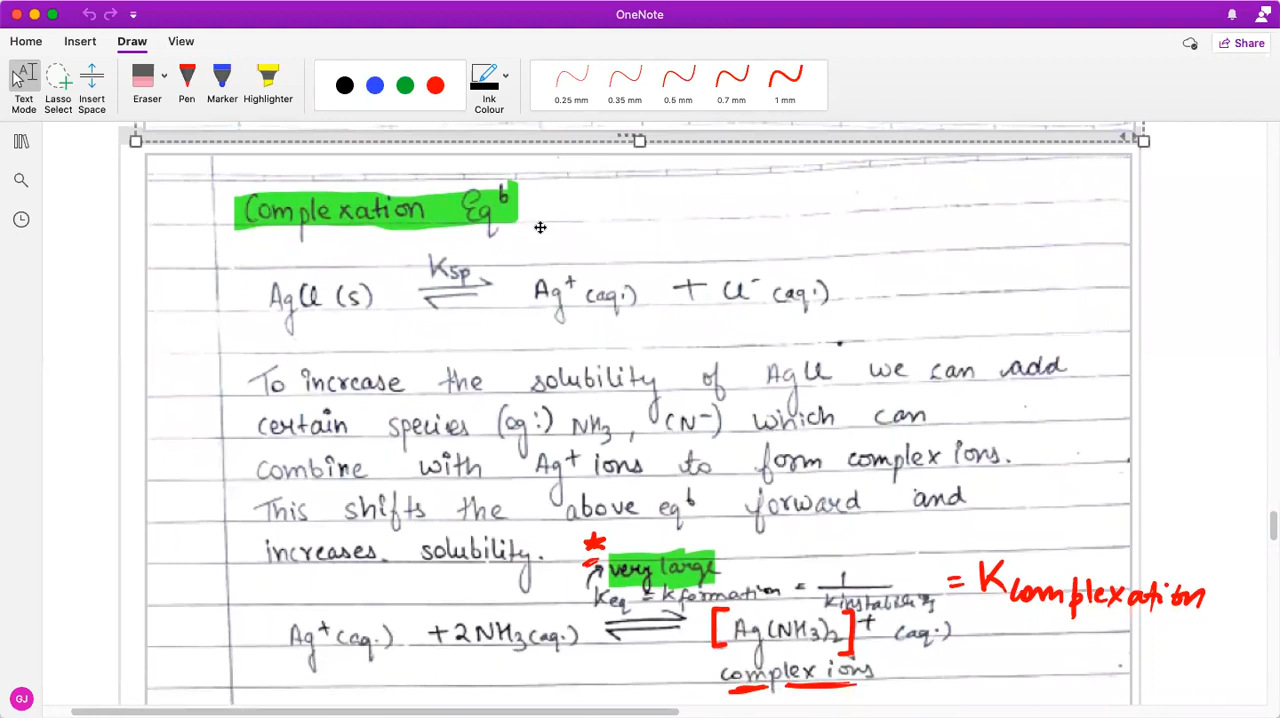 OneNote
Home Insert Draw View
Share
Text Mode
Lasso Select
Insert Space
Eraser
Pen
Marker
Highlighter
Ink Colour
0.25 mm
0.35 mm
0.5 mm
0.7 mm
1 mm
Complexation Eqᵇ
Ksp
AgCl (s) ⇌ Ag⁺ (aq.) + Cl⁻ (aq.)
To increase the solubility of AgCl we can add
certain species (eg:) NH₃, (CN⁻) which can
combine with Ag⁺ ions to form complex ions.
This shifts the above eqᵇ forward and
increases solubility.
* very large
Keq = Kformation = 1/Kinstability = Kcomplexation
Ag⁺(aq.) + 2NH₃(aq.) ⇌ [Ag(NH₃)₂]⁺ (aq.)
complex ions
GJ